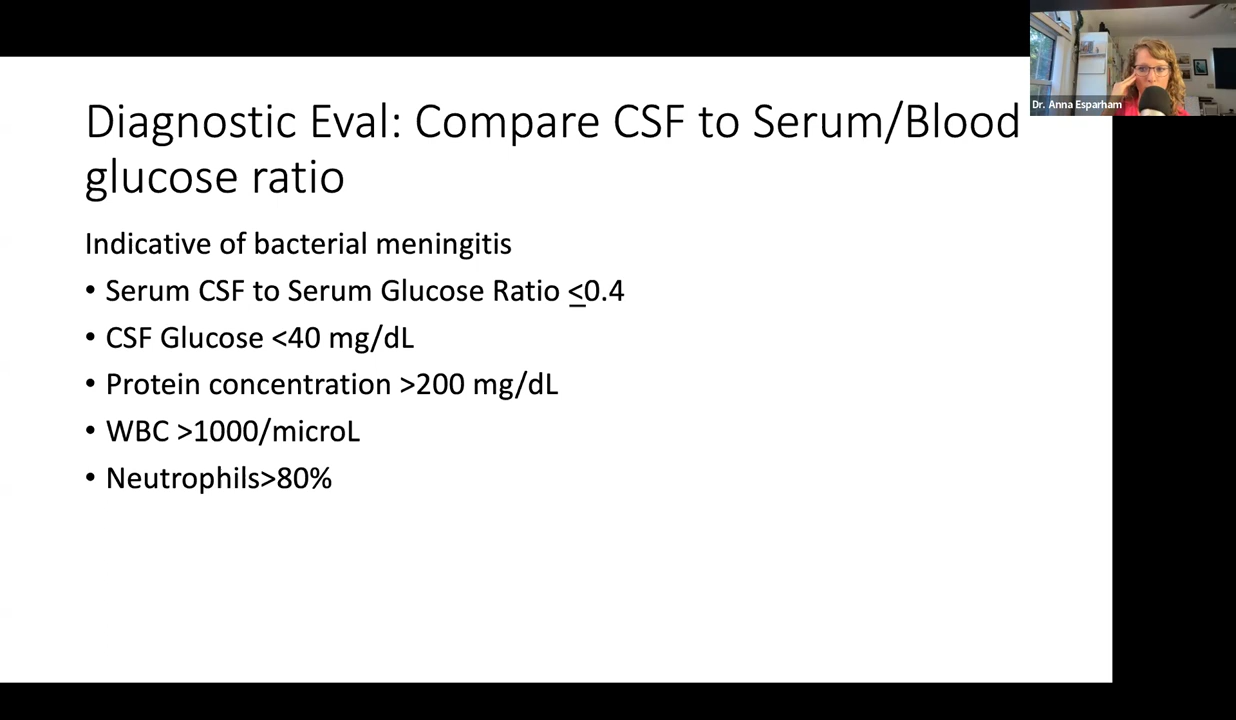 Dr. Anna Esparham
Diagnostic Eval: Compare CSF to Serum/Blood
glucose ratio
Indicative of bacterial meningitis
• Serum CSF to Serum Glucose Ratio <0.4
• CSF Glucose <40 mg/dL
• Protein concentration >200 mg/dL
• WBC >1000/microL
• Neutrophils>80%